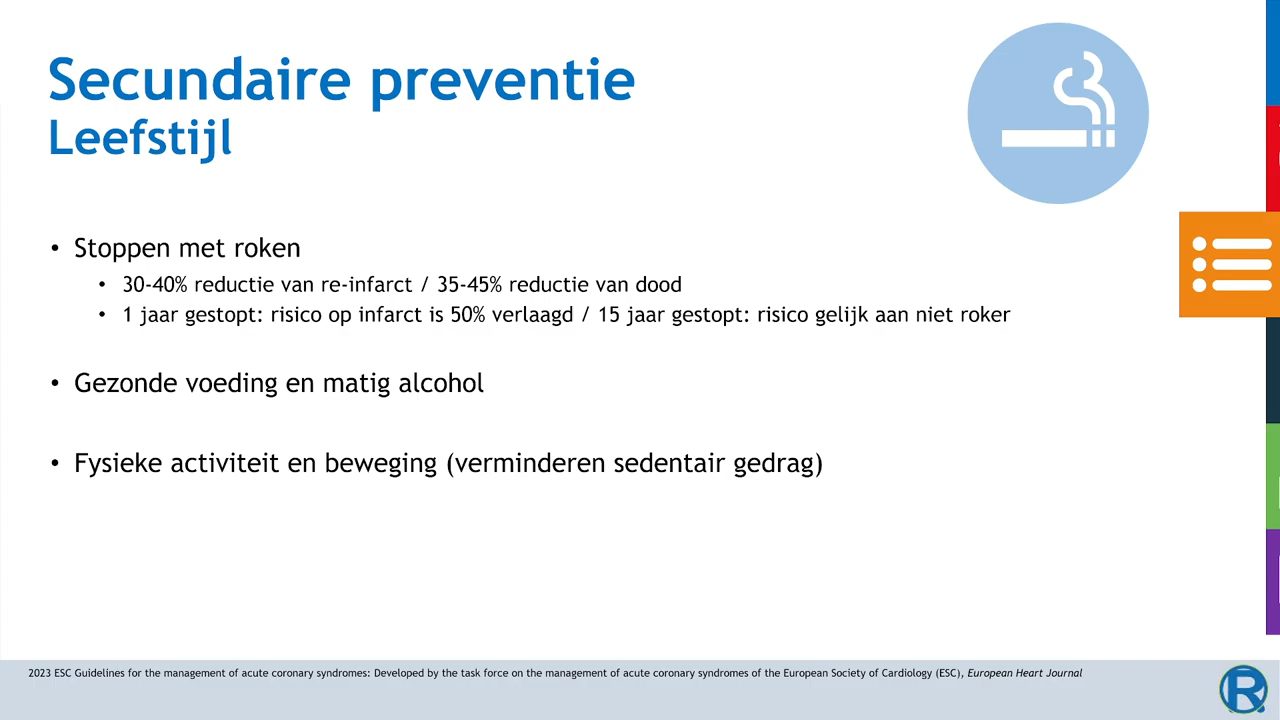 Secundaire preventie
Leefstijl
• Stoppen met roken
• 30-40% reductie van re-infarct / 35-45% reductie van dood
• 1 jaar gestopt: risico op infarct is 50% verlaagd / 15 jaar gestopt: risico gelijk aan niet roker
• Gezonde voeding en matig alcohol
• Fysieke activiteit en beweging (verminderen sedentair gedrag)
2023 ESC Guidelines for the management of acute coronary syndromes: Developed by the task force on the management of acute coronary syndromes of the European Society of Cardiology (ESC), European Heart Journal
R